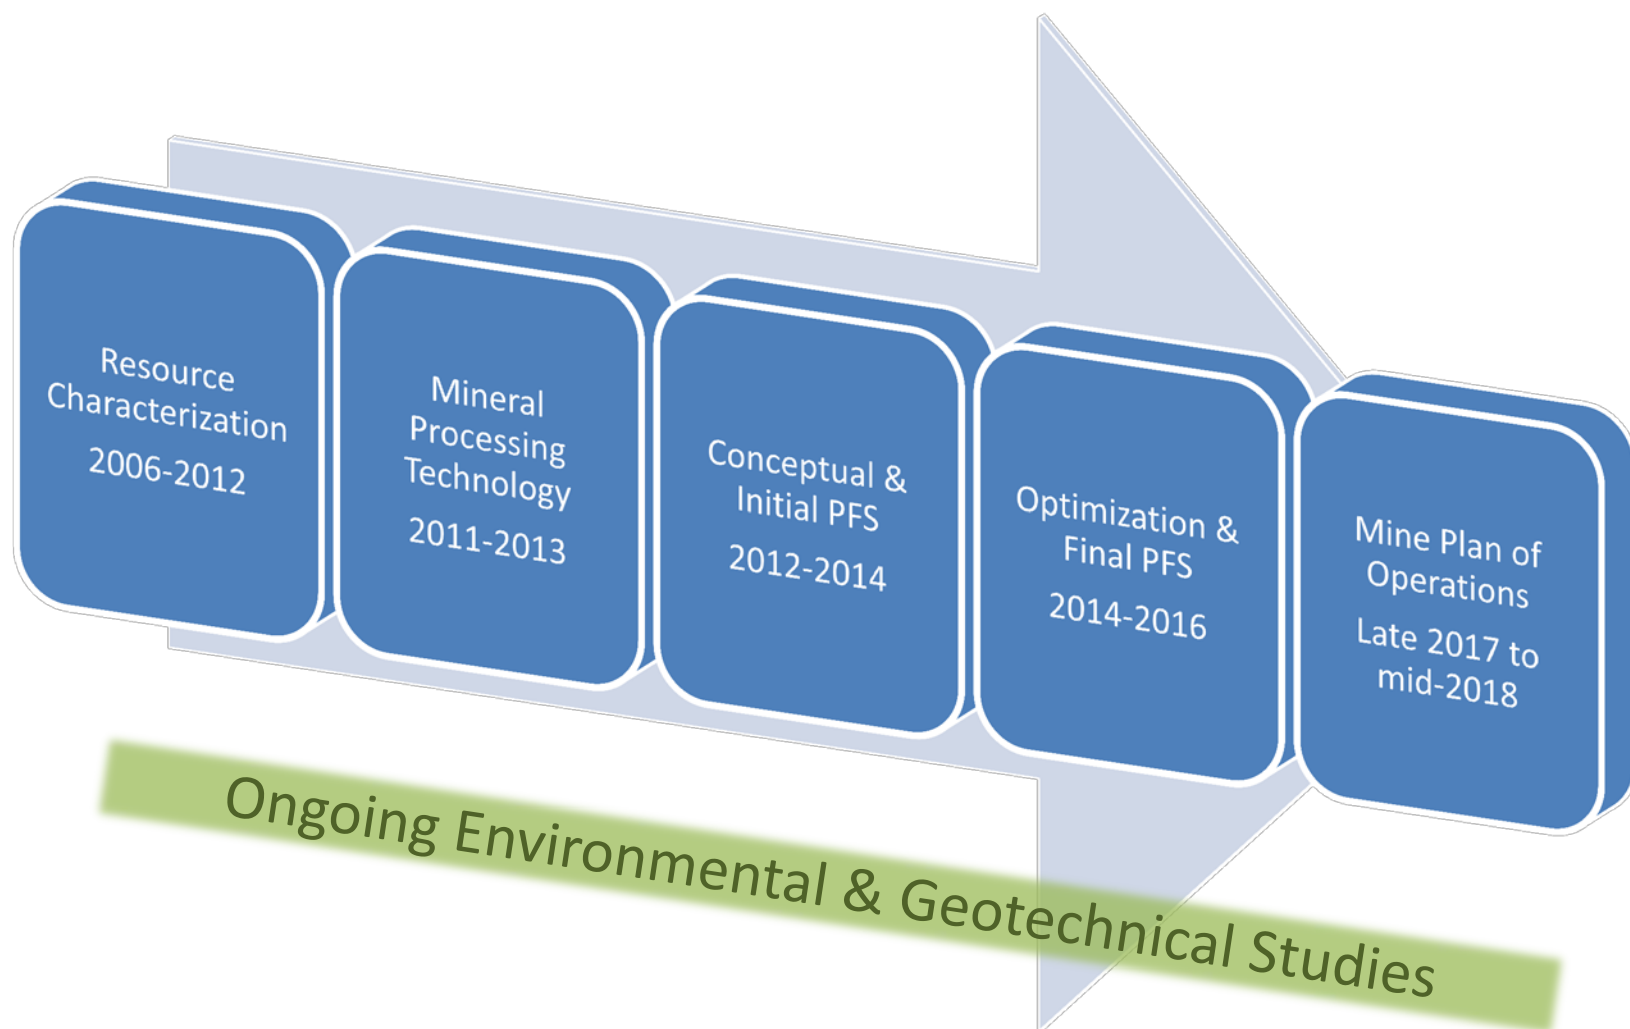 Resource
Characterization
2006-2012
Mineral
Processing
Technology
2011-2013
Conceptual &
Initial PFS
2012-2014
Optimization &
Final PFS
2014-2016
Mine Plan of
Operations
Late 2017 to
mid-2018
Ongoing Environmental & Geotechnical Studies